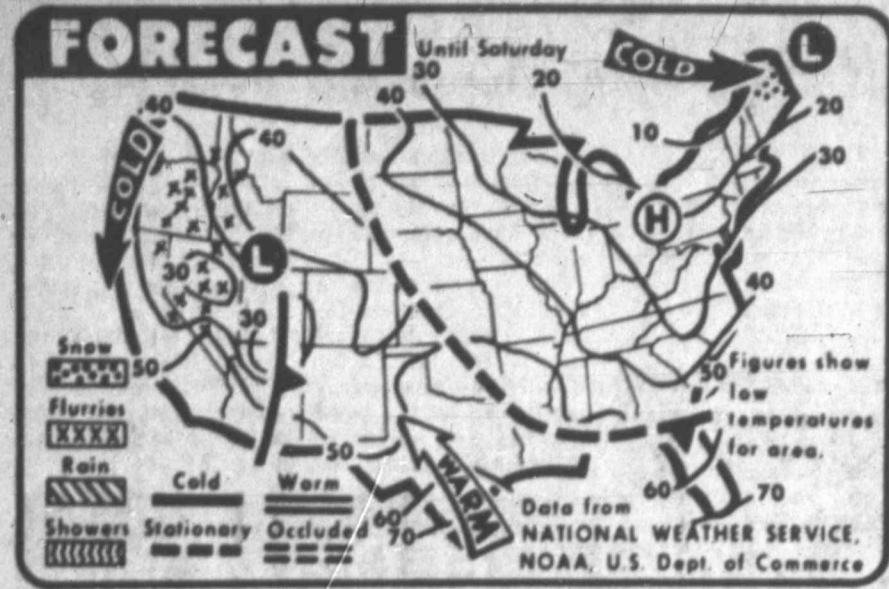 FORECAST
Until Saturday
COLD
L
30
20
40
40
40
10
20
30
COLD
H
L
30
30
40
50
50
Figures show
low
temperatures
for area.
Snow
Flurries
XXXX
Rain
Showers
Cold
Warm
Stationary
Occluded
50
60
70
WARM
60
70
Data from
NATIONAL WEATHER SERVICE,
NOAA, U.S. Dept. of Commerce